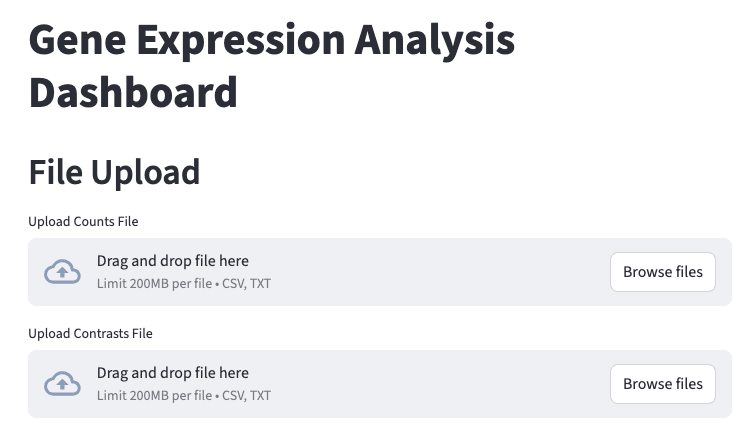 Gene Expression Analysis
Dashboard
File Upload
Upload Counts File
Drag and drop file here
Limit 200MB per file • CSV, TXT
Browse files
Upload Contrasts File
Drag and drop file here
Limit 200MB per file • CSV, TXT
Browse files